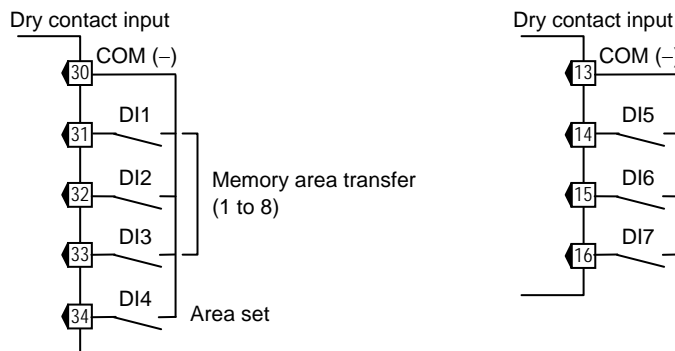 Dry contact input
COM (–)
30
DI1
31
DI2
32
Memory area transfer
(1 to 8)
DI3
33
DI4
34
Area set
Dry contact input
COM (–)
13
DI5
14
DI6
15
DI7
16